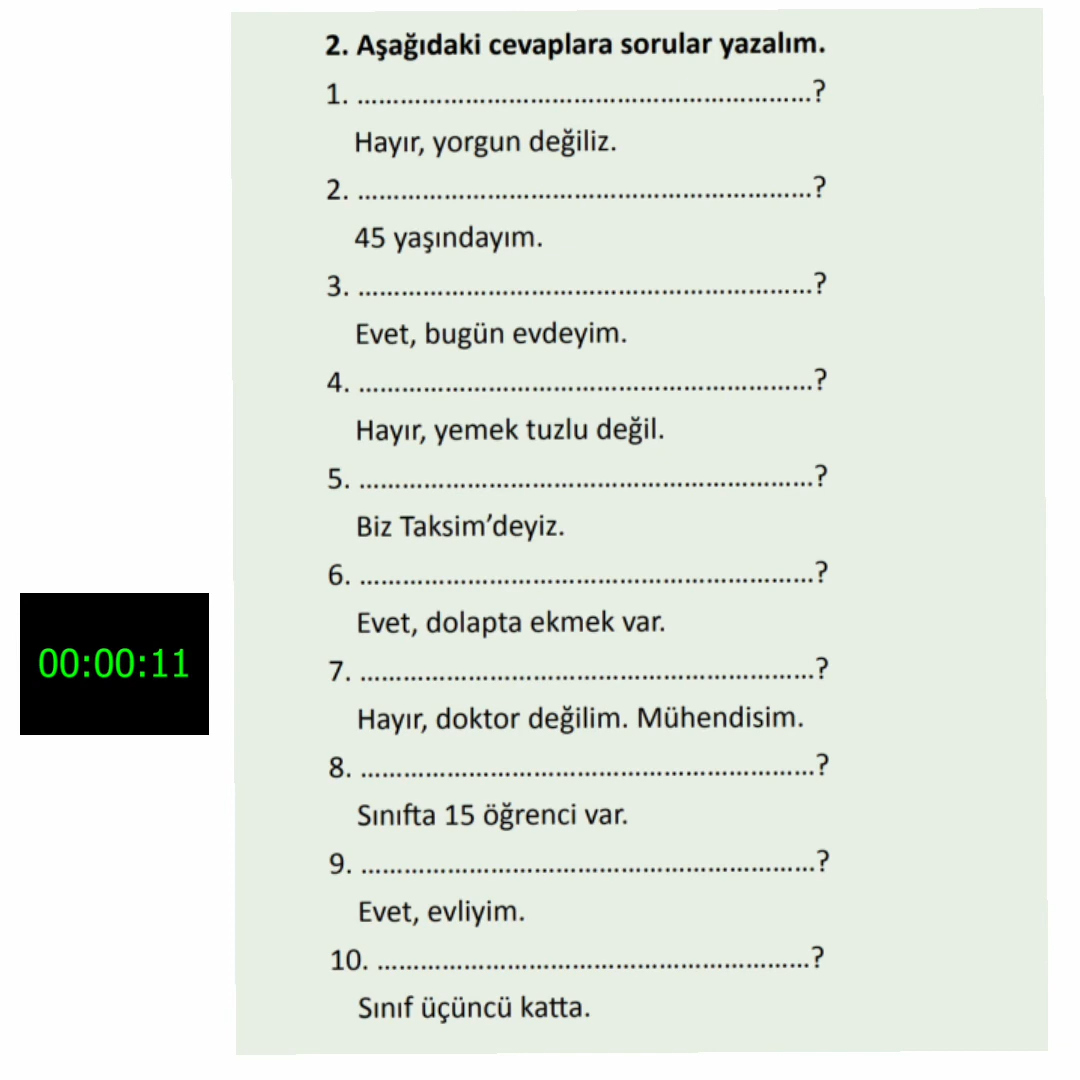 2. Aşağıdaki cevaplara sorular yazalım.
1. ...............................................................?
Hayır, yorgun değiliz.
2. ...............................................................?
45 yaşındayım.
3. ...............................................................?
Evet, bugün evdeyim.
4. ...............................................................?
Hayır, yemek tuzlu değil.
5. ...............................................................?
Biz Taksim’deyiz.
6. ...............................................................?
Evet, dolapta ekmek var.
00:00:11
7. ...............................................................?
Hayır, doktor değilim. Mühendisim.
8. ...............................................................?
Sınıfta 15 öğrenci var.
9. ...............................................................?
Evet, evliyim.
10. ............................................................?
Sınıf üçüncü katta.